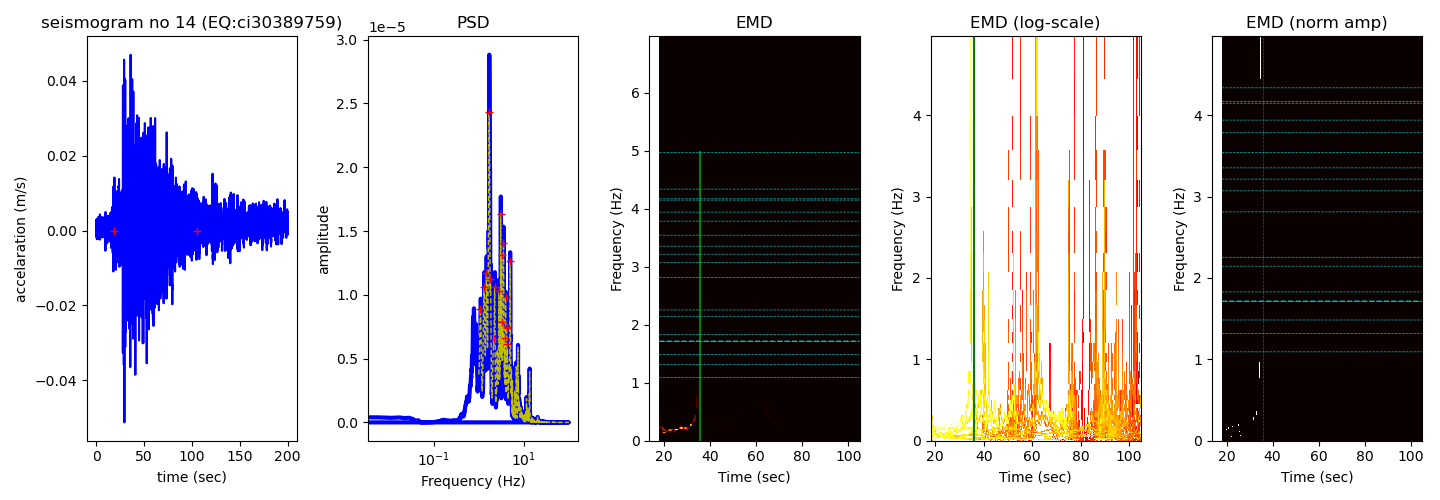 seismogram no 14 (EQ:ci30389759)
accelaration (m/s)
0.04
0.02
0.00
−0.02
−0.04
0 50 100 150 200
time (sec)
PSD
1e−5
amplitude
3.0
2.5
2.0
1.5
1.0
0.5
0.0
10⁻¹ 10¹
Frequency (Hz)
EMD
Frequency (Hz)
6
5
4
3
2
1
0
20 40 60 80 100
Time (sec)
EMD (log-scale)
Frequency (Hz)
4
3
2
1
0
20 40 60 80 100
Time (sec)
EMD (norm amp)
Frequency (Hz)
4
3
2
1
0
20 40 60 80 100
Time (sec)